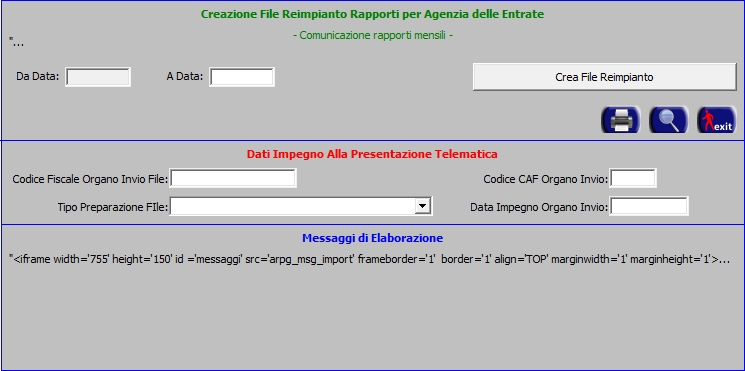 Creazione File Reimpianto Rapporti per Agenzia delle Entrate
- Comunicazione rapporti mensili -
"...
Da Data: A Data: Crea File Reimpianto
exit
Dati Impegno Alla Presentazione Telematica
Codice Fiscale Organo Invio File: Codice CAF Organo Invio:
Tipo Preparazione FIle: Data Impegno Organo Invio:
Messaggi di Elaborazione
"<iframe width='755' height='150' id ='messaggi' src='arpg_msg_import' frameborder='1'  border='1' align='TOP' marginwidth='1' marginheight='1'>...